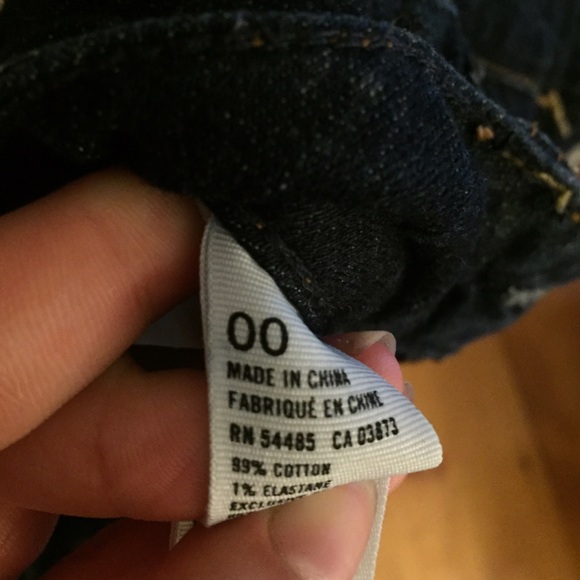 00
MADE IN CHINA
FABRIQUÉ EN CHINE
RN 54485 CA 03873
99% COTTON
1% ELASTANE